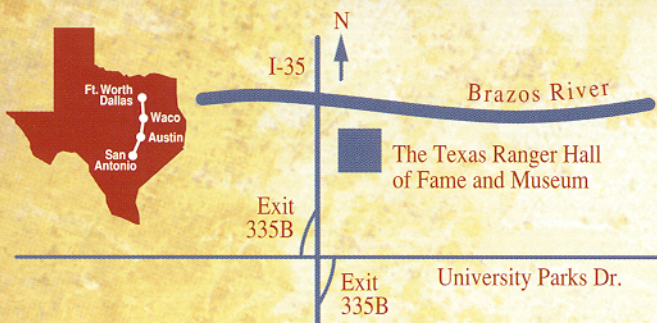 N
I-35
Brazos River
Ft. Worth
Dallas
Waco
Austin
San
Antonio
The Texas Ranger Hall
of Fame and Museum
Exit
335B
University Parks Dr.
Exit
335B